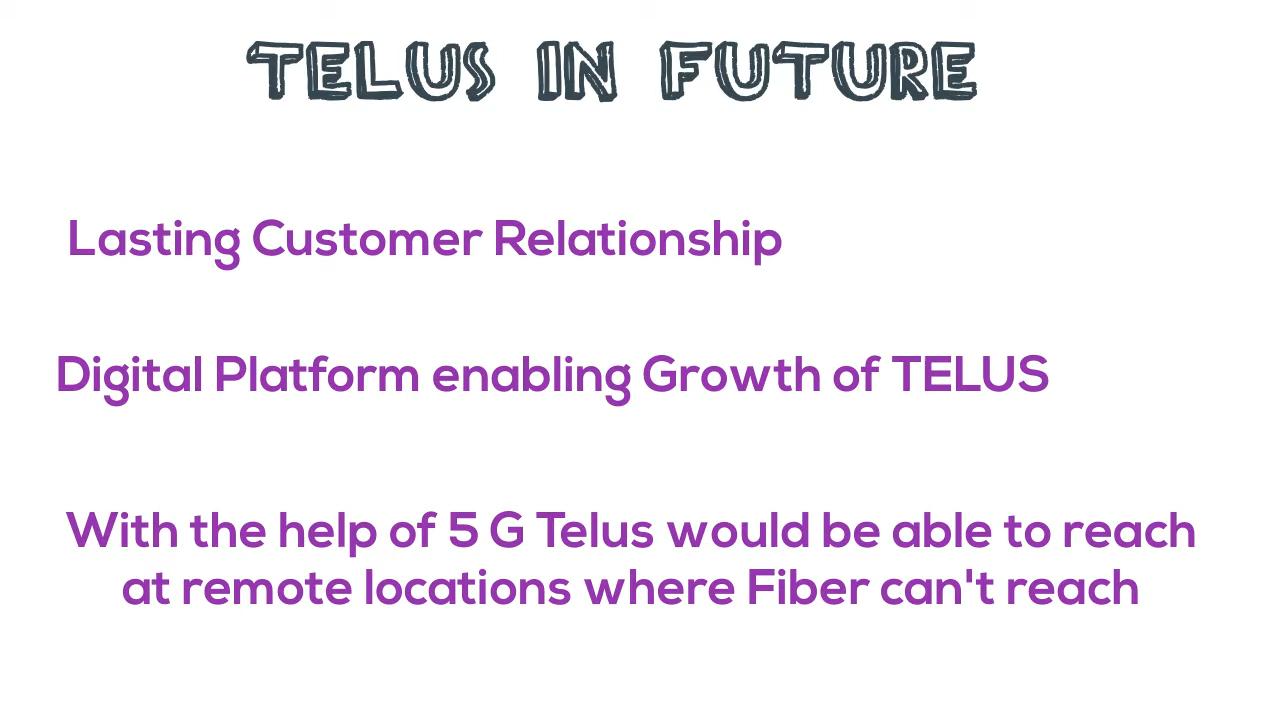 TELUS IN FUTURE
Lasting Customer Relationship
Digital Platform enabling Growth of TELUS
With the help of 5 G Telus would be able to reach
at remote locations where Fiber can't reach